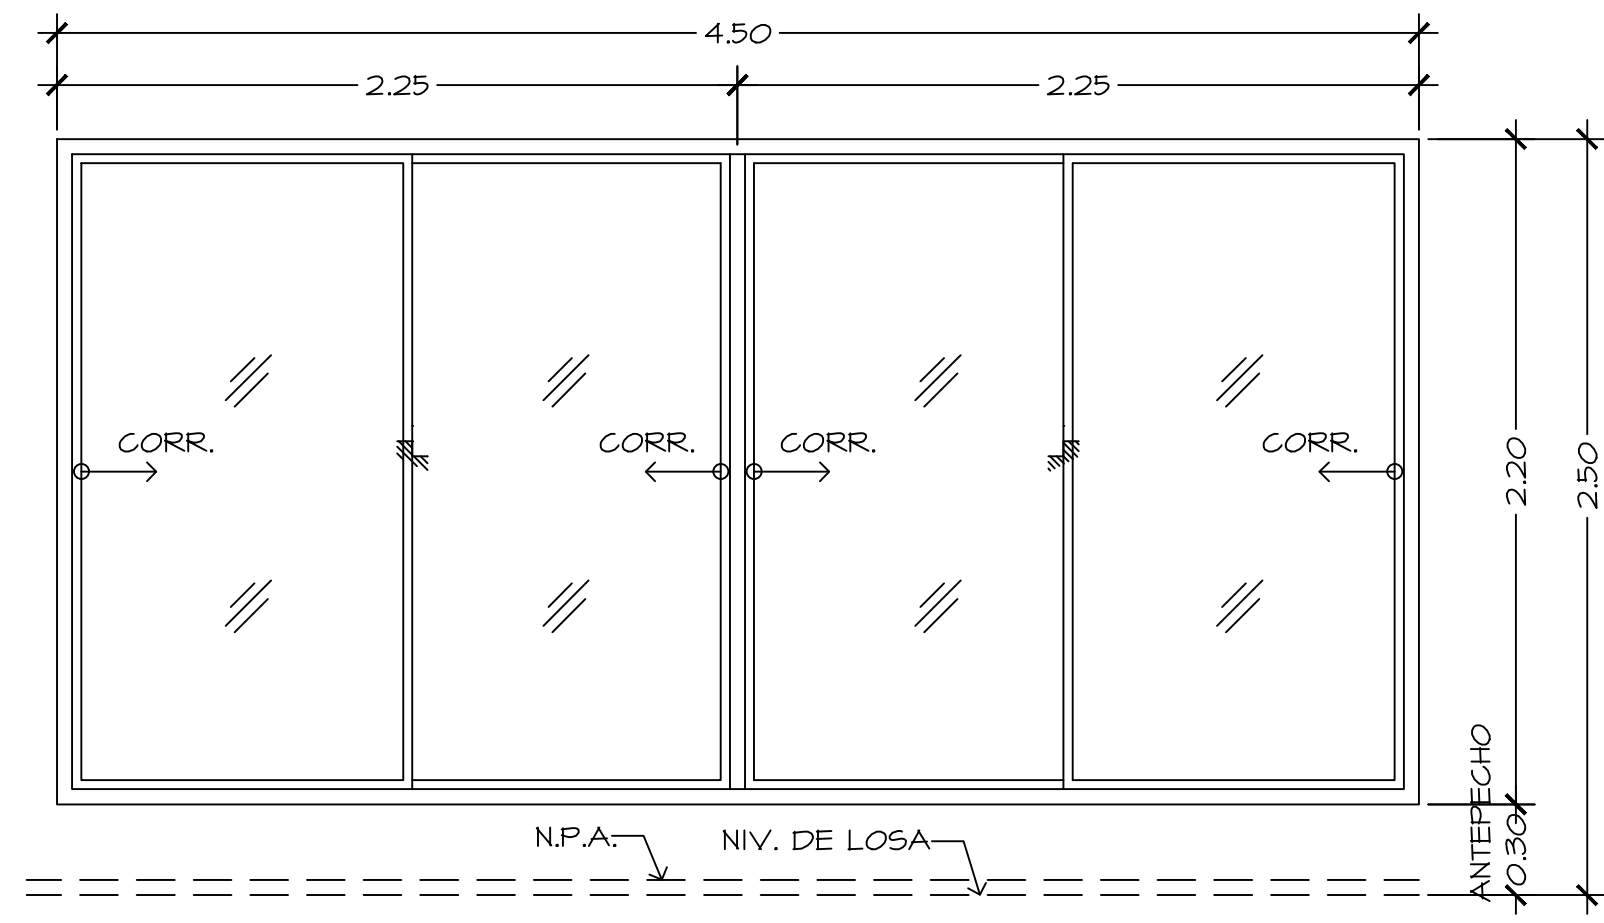 4.50
2.25 2.25
CORR. CORR. CORR. CORR.
2.20
2.50
ANTEPECHO
0.30
N.P.A. NIV. DE LOSA